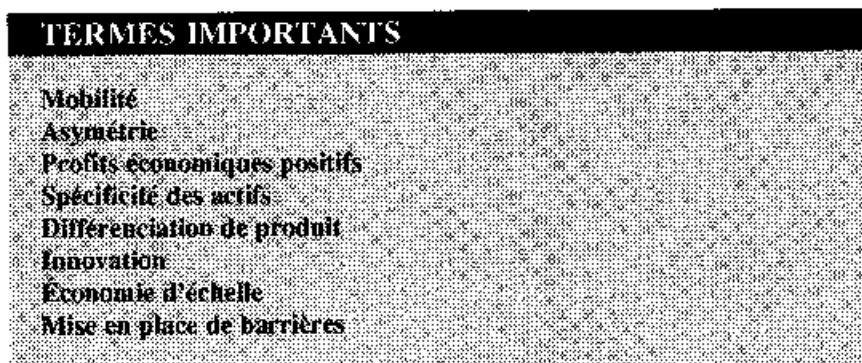 TERMES IMPORTANTS
Mobilité
Asymétrie
Profits économiques positifs
Spécificité des actifs
Différenciation de produit
Innovation
Économie d'échelle
Mise en place de barrières